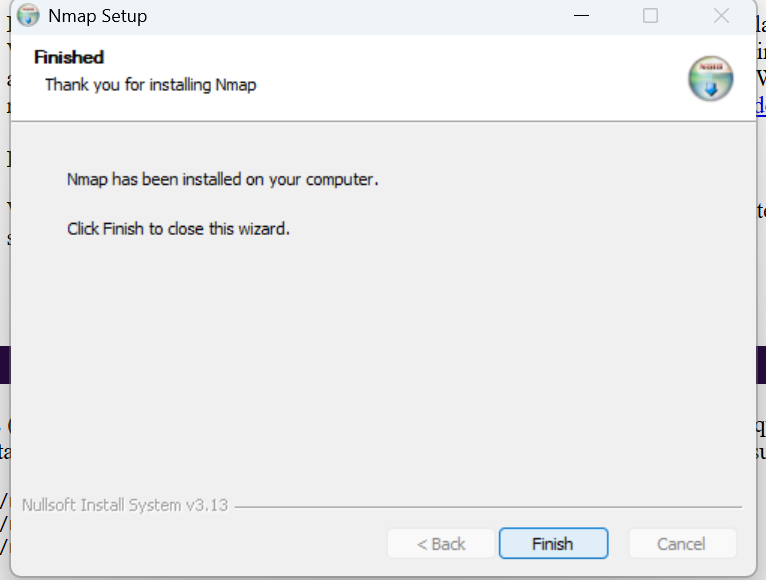 Nmap Setup
Finished
Thank you for installing Nmap
Nmap has been installed on your computer.
Click Finish to close this wizard.
Nullsoft Install System v3.13
< Back
Finish
Cancel